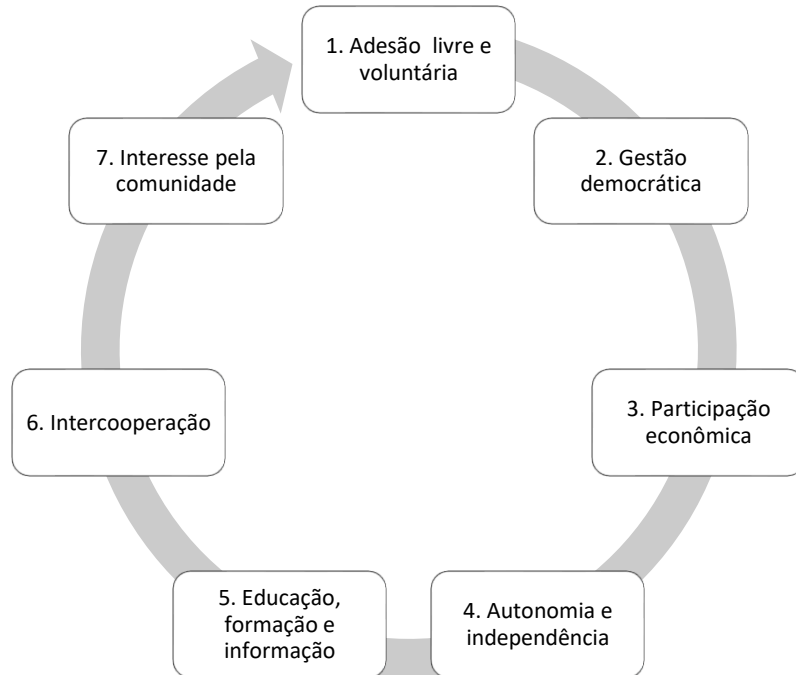 1. Adesão livre e
voluntária
2. Gestão
democrática
3. Participação
econômica
4. Autonomia e
independência
5. Educação,
formação e
informação
6. Intercooperação
7. Interesse pela
comunidade